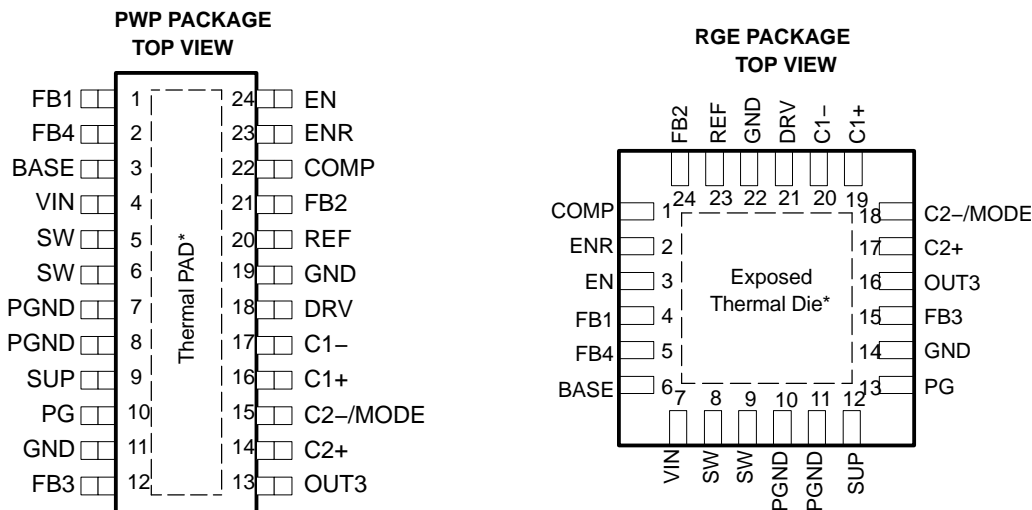 PWP PACKAGE
TOP VIEW
FB1 1 24 EN
FB4 2 23 ENR
BASE 3 22 COMP
VIN 4 21 FB2
SW 5 20 REF
SW 6 19 GND
PGND 7 18 DRV
PGND 8 17 C1−
SUP 9 16 C1+
PG 10 15 C2−/MODE
GND 11 14 C2+
FB3 12 13 OUT3
Thermal PAD*
RGE PACKAGE
TOP VIEW
FB2 REF GND DRV C1− C1+
24 23 22 21 20 19
COMP 1 18 C2−/MODE
ENR 2 17 C2+
EN 3 16 OUT3
FB1 4 15 FB3
FB4 5 14 GND
BASE 6 13 PG
Exposed
Thermal Die*
7 8 9 10 11 12
VIN SW SW PGND PGND SUP